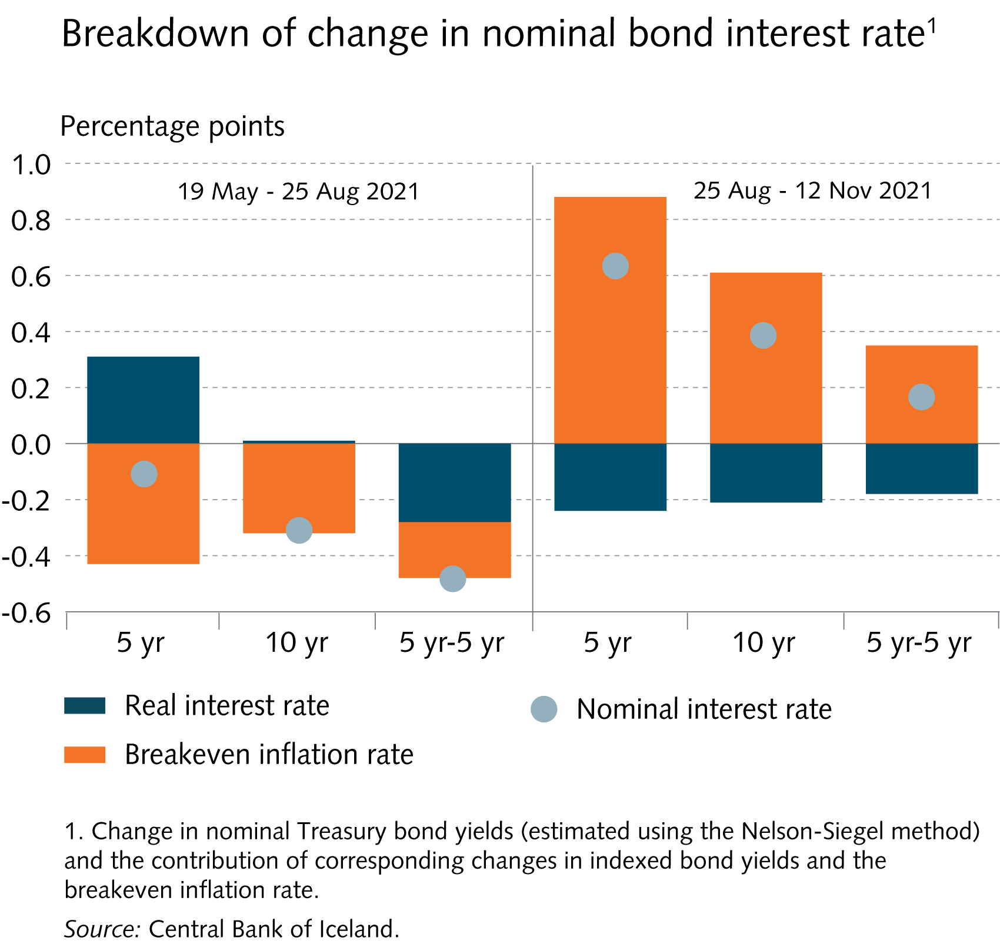 Breakdown of change in nominal bond interest rate¹
Percentage points
1.0
19 May - 25 Aug 2021
25 Aug - 12 Nov 2021
0.8
0.6
0.4
0.2
0.0
-0.2
-0.4
-0.6
5 yr
10 yr
5 yr-5 yr
5 yr
10 yr
5 yr-5 yr
Real interest rate
Nominal interest rate
Breakeven inflation rate
1. Change in nominal Treasury bond yields (estimated using the Nelson-Siegel method)
and the contribution of corresponding changes in indexed bond yields and the
breakeven inflation rate.
Source: Central Bank of Iceland.